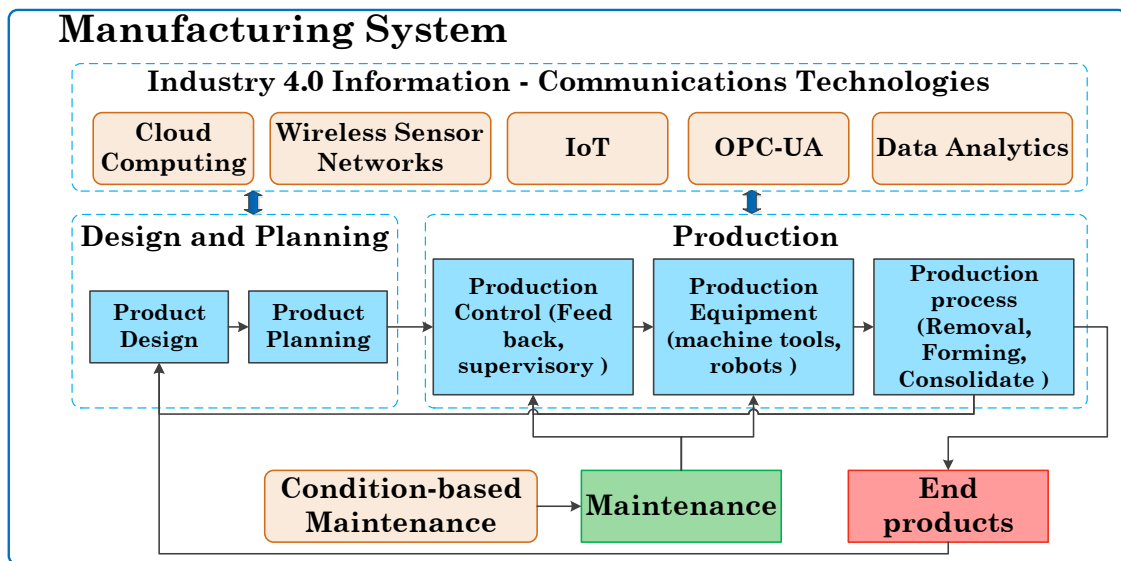 Manufacturing System
Industry 4.0 Information - Communications Technologies
Cloud
Computing
Wireless Sensor
Networks
IoT
OPC-UA
Data Analytics
Design and Planning
Production
Product
Design
Product
Planning
Production
Control (Feed
back,
supervisory )
Production
Equipment
(machine tools,
robots )
Production
process
(Removal,
Forming,
Consolidate )
Condition-based
Maintenance
Maintenance
End
products